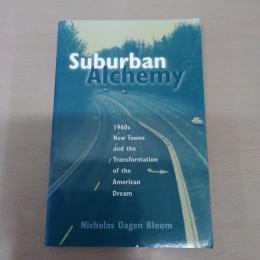 Suburban
Alchemy
1960s
New Towns
and the
Transformation
of the
American
Dream
Nicholas Dagen Bloom